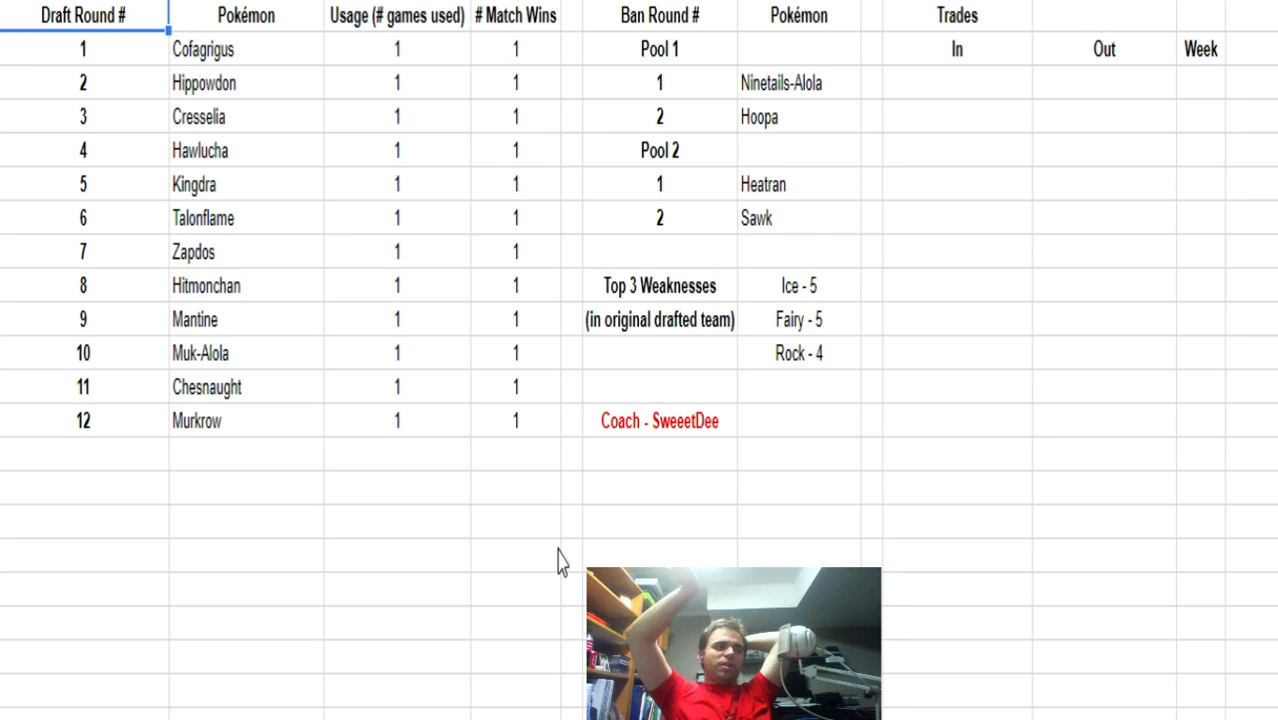 Draft Round # Pokémon Usage (# games used) # Match Wins Ban Round # Pokémon Trades
1 Cofagrigus 1 1 Pool 1 In Out Week
2 Hippowdon 1 1 1 Ninetails-Alola
3 Cresselia 1 1 2 Hoopa
4 Hawlucha 1 1 Pool 2
5 Kingdra 1 1 1 Heatran
6 Talonflame 1 1 2 Sawk
7 Zapdos 1 1
8 Hitmonchan 1 1 Top 3 Weaknesses Ice - 5
9 Mantine 1 1 (in original drafted team) Fairy - 5
10 Muk-Alola 1 1 Rock - 4
11 Chesnaught 1 1
12 Murkrow 1 1 Coach - SweeetDee